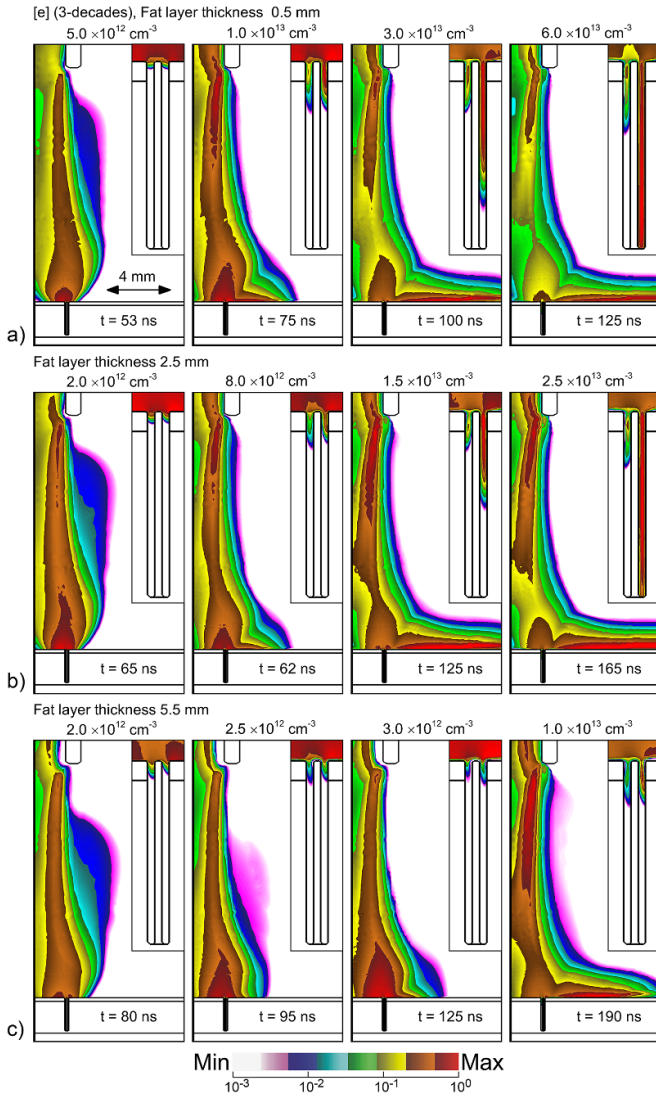 [e] (3-decades), Fat layer thickness 0.5 mm
5.0 ×10¹² cm⁻³ 1.0 ×10¹³ cm⁻³ 3.0 ×10¹³ cm⁻³ 6.0 ×10¹³ cm⁻³
4 mm
a) t = 53 ns t = 75 ns t = 100 ns t = 125 ns
Fat layer thickness 2.5 mm
2.0 ×10¹² cm⁻³ 8.0 ×10¹² cm⁻³ 1.5 ×10¹³ cm⁻³ 2.5 ×10¹³ cm⁻³
b) t = 65 ns t = 62 ns t = 125 ns t = 165 ns
Fat layer thickness 5.5 mm
2.0 ×10¹² cm⁻³ 2.5 ×10¹² cm⁻³ 3.0 ×10¹² cm⁻³ 1.0 ×10¹³ cm⁻³
c) t = 80 ns t = 95 ns t = 125 ns t = 190 ns
Min Max
10⁻³ 10⁻² 10⁻¹ 10⁰